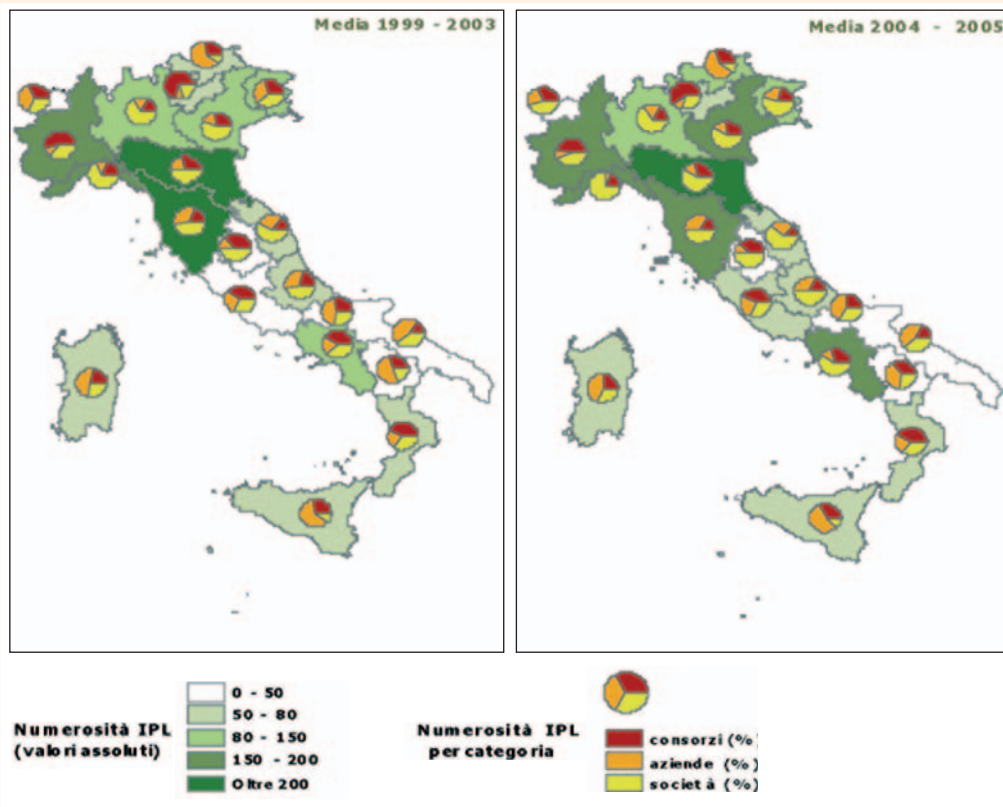 Media 1999 - 2003
Media 2004 - 2005
Numerosità IPL
(valori assoluti)
0 - 50
50 - 80
80 - 150
150 - 200
Oltre 200
Numerosità IPL
per categoria
consorzi (%)
aziende (%)
società (%)